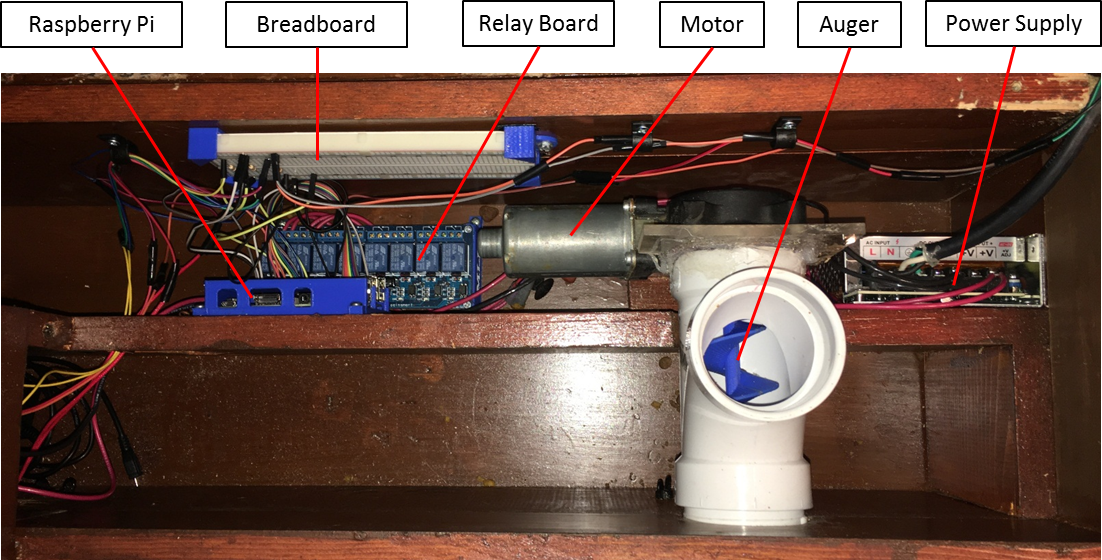 Raspberry Pi
Breadboard
Relay Board
Motor
Auger
Power Supply
AC INPUT
L N
+V +V